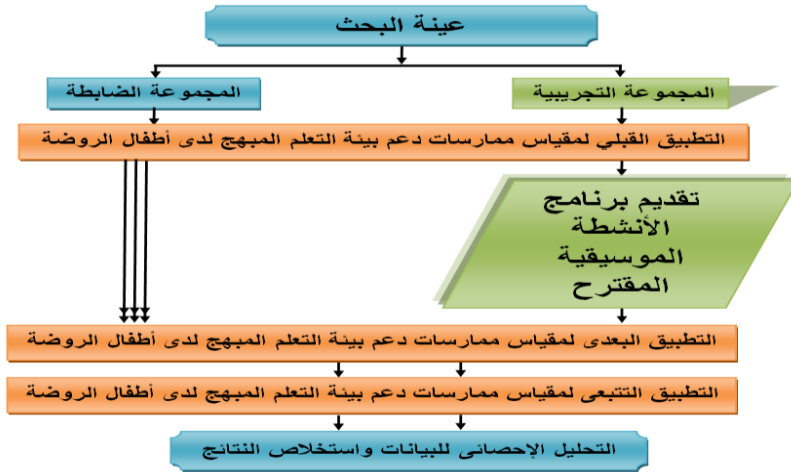 عينة البحث
المجموعة التجريبية
المجموعة الضابطة
التطبيق القبلي لمقياس ممارسات دعم بيئة التعلم المبهج لدى أطفال الروضة
تقديم برنامج
الأنشطة
الموسيقية
المقترح
التطبيق البعدى لمقياس ممارسات دعم بيئة التعلم المبهج لدى أطفال الروضة
التطبيق التتبعى لمقياس ممارسات دعم بيئة التعلم المبهج لدى أطفال الروضة
التحليل الإحصائى للبيانات واستخلاص النتائج